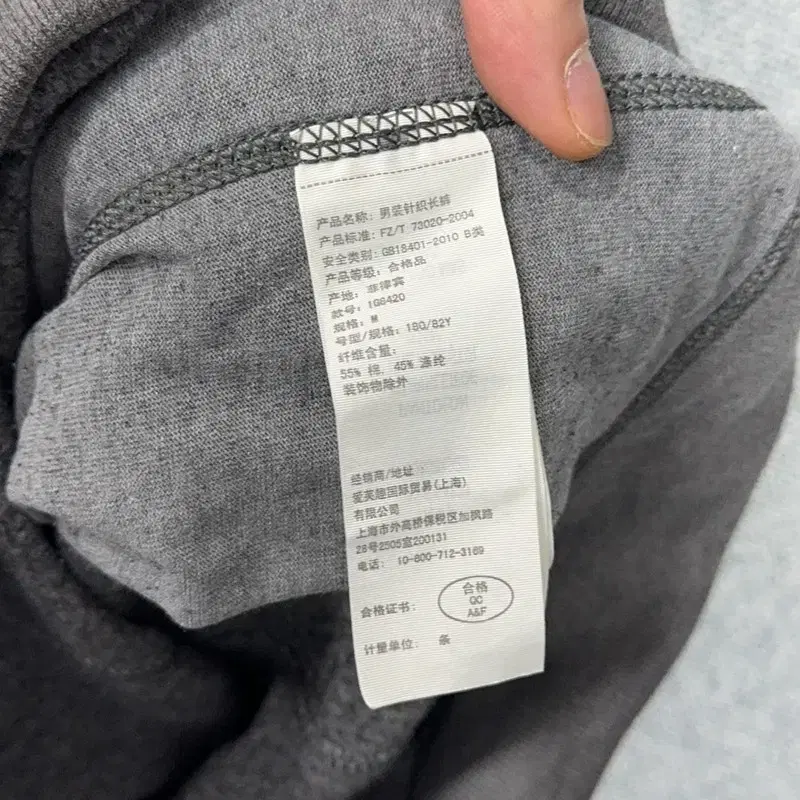 产品名称: 男装针织长裤
产品标准: FZ/T 73020-2004
安全类别: GB18401-2010 B类
产品等级: 合格品
产地: 菲律宾
款号: 1G6420
规格: M
号型/规格: 180/82Y
纤维含量:
55% 棉, 45% 涤纶
装饰物除外
经销商/地址:
爱芙趣国际贸易(上海)
有限公司
上海市外高桥保税区加枫路
28号2505室200131
电话: 10-800-712-3169
合格证书: 合格
QC
A&F
计量单位: 条